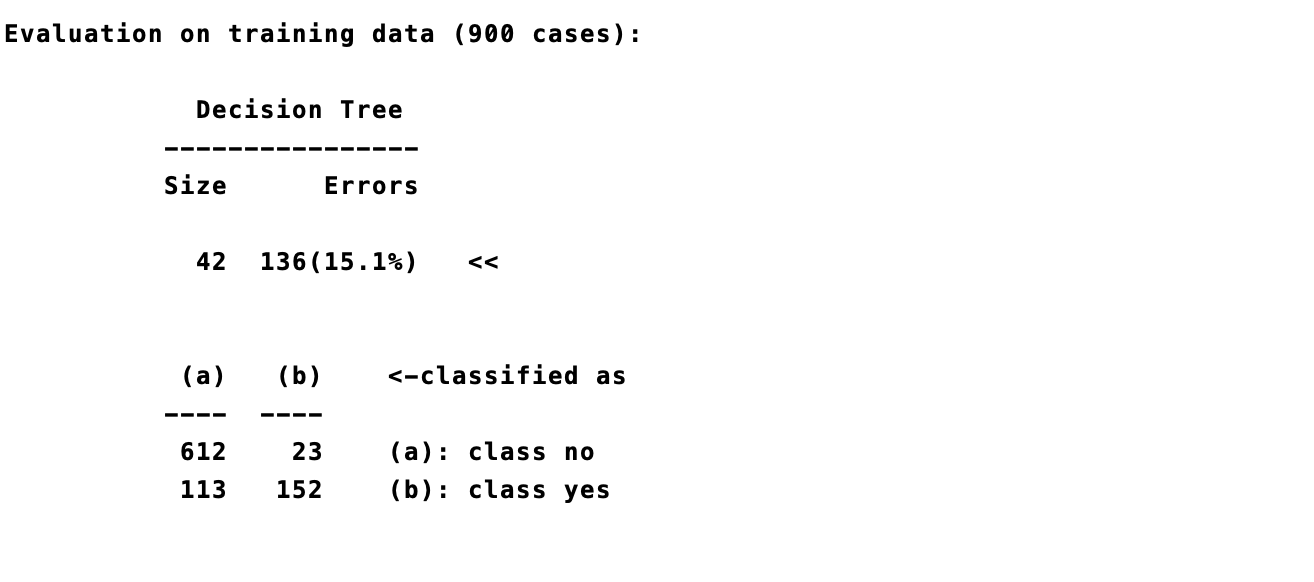 Evaluation on training data (900 cases):
Decision Tree
----------------
Size      Errors
42  136(15.1%)   <<
(a)   (b)    <-classified as
----  ----
612    23    (a): class no
113   152    (b): class yes